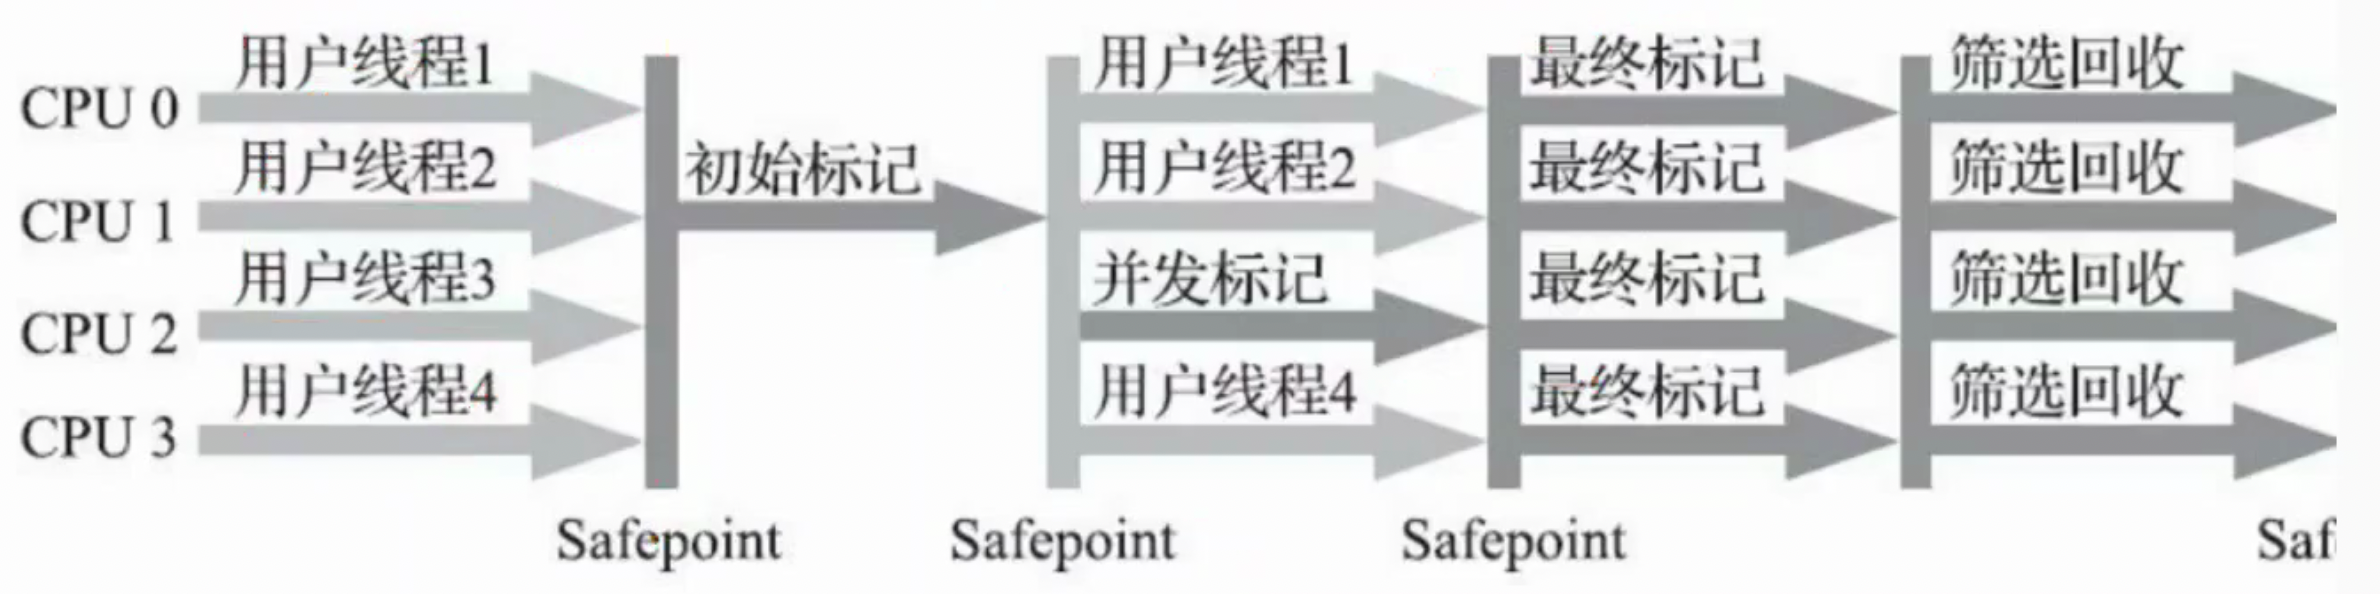 用户线程1 用户线程1 最终标记 筛选回收
CPU 0
用户线程2 初始标记 用户线程2 最终标记 筛选回收
CPU 1
用户线程3 并发标记 最终标记 筛选回收
CPU 2
用户线程4 用户线程4 最终标记 筛选回收
CPU 3
Safepoint Safepoint Safepoint Saf